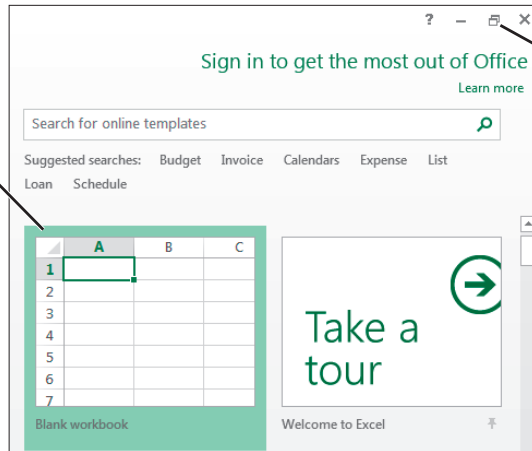 ?
Sign in to get the most out of Office
Learn more
Search for online templates
Suggested searches: Budget Invoice Calendars Expense List
Loan Schedule
A B C
1
2
3
4
5
6
7
Take a
tour
Blank workbook
Welcome to Excel